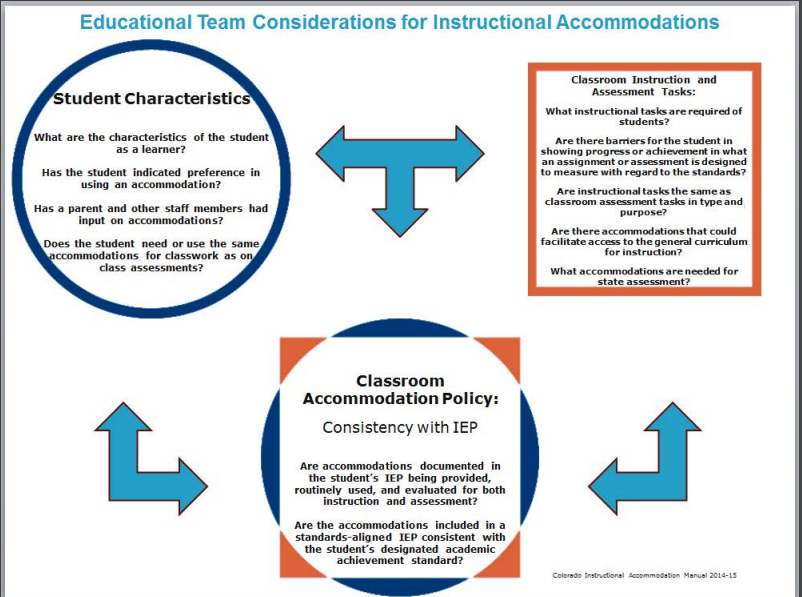 Educational Team Considerations for Instructional Accommodations
Student Characteristics
What are the characteristics of the student
as a learner?
Has the student indicated preference in
using an accommodation?
Has a parent and other staff members had
input on accommodations?
Does the student need or use the same
accommodations for classwork as on
class assessments?
Classroom Instruction and
Assessment Tasks:
What instructional tasks are required of
students?
Are there barriers for the student in
showing progress or achievement in what
an assignment or assessment is designed
to measure with regard to the standards?
Are instructional tasks the same as
classroom assessment tasks in type and
purpose?
Are there accommodations that could
facilitate access to the general curriculum
for instruction?
What accommodations are needed for
state assessment?
Classroom
Accommodation Policy:
Consistency with IEP
Are accommodations documented in
the student's IEP being provided,
routinely used, and evaluated for both
instruction and assessment?
Are the accommodations included in a
standards-aligned IEP consistent with
the student's designated academic
achievement standard?
Colorado Instructional Accommodation Manual 2014-15